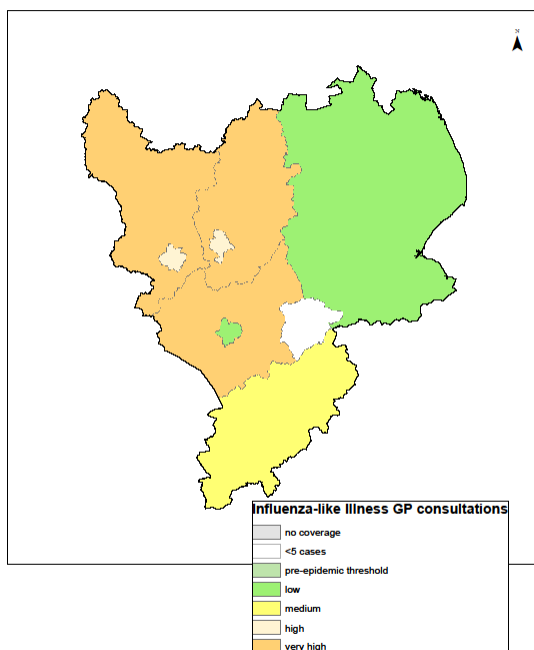 N
Influenza-like Illness GP consultations
no coverage
<5 cases
pre-epidemic threshold
low
medium
high
very high